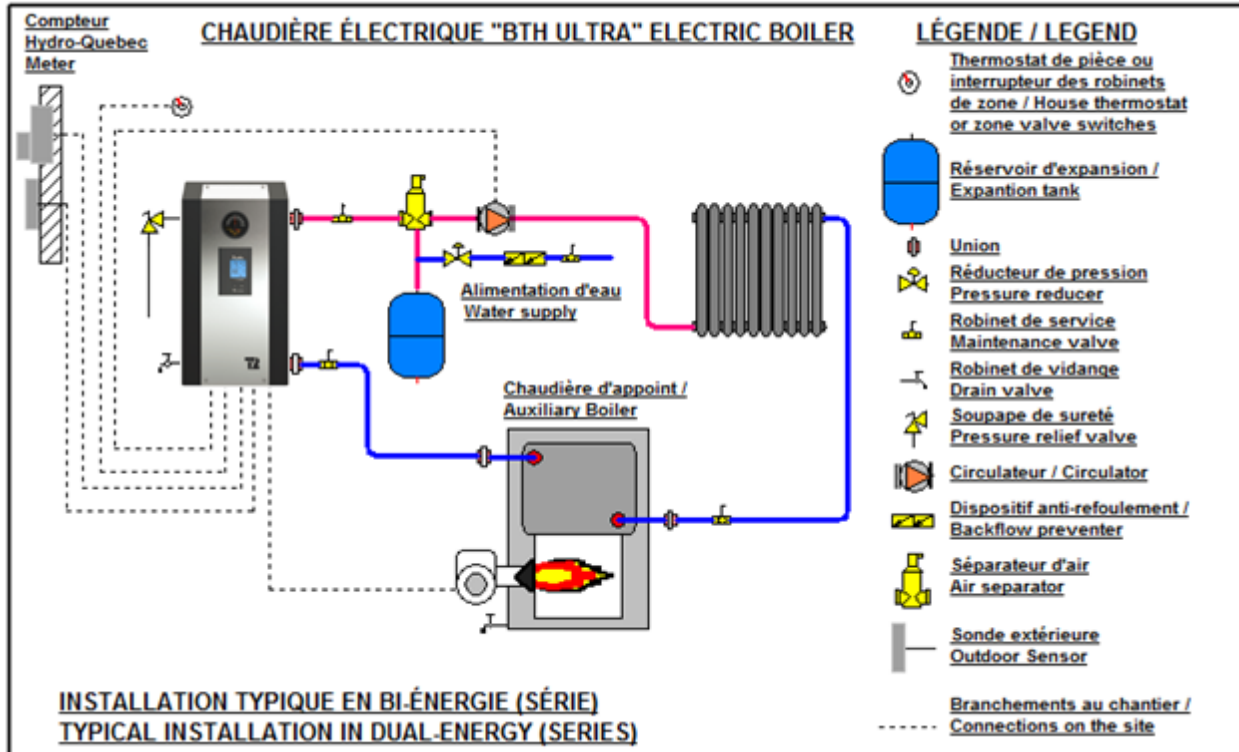 Compteur
Hydro-Quebec
Meter
CHAUDIÈRE ÉLECTRIQUE "BTH ULTRA" ELECTRIC BOILER
Alimentation d'eau
Water supply
Chaudière d'appoint /
Auxiliary Boiler
INSTALLATION TYPIQUE EN BI-ÉNERGIE (SÉRIE)
TYPICAL INSTALLATION IN DUAL-ENERGY (SERIES)
LÉGENDE / LEGEND
Thermostat de pièce ou
interrupteur des robinets
de zone / House thermostat
or zone valve switches
Réservoir d'expansion /
Expantion tank
Union
Réducteur de pression
Pressure reducer
Robinet de service
Maintenance valve
Robinet de vidange
Drain valve
Soupape de sureté
Pressure relief valve
Circulateur / Circulator
Dispositif anti-refoulement /
Backflow preventer
Séparateur d'air
Air separator
Sonde extérieure
Outdoor Sensor
Branchements au chantier /
Connections on the site